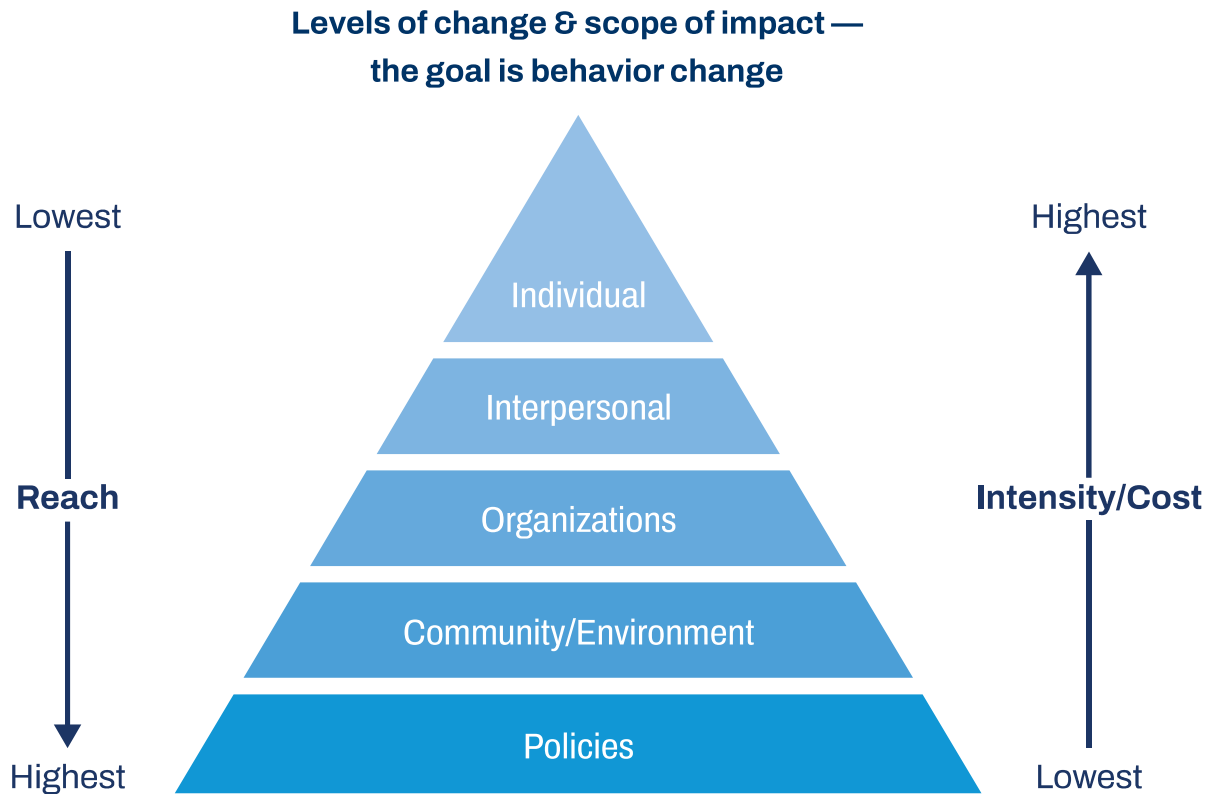 Levels of change & scope of impact —
the goal is behavior change
Lowest
Highest
Individual
Interpersonal
Reach
Intensity/Cost
Organizations
Community/Environment
Policies
Highest
Lowest